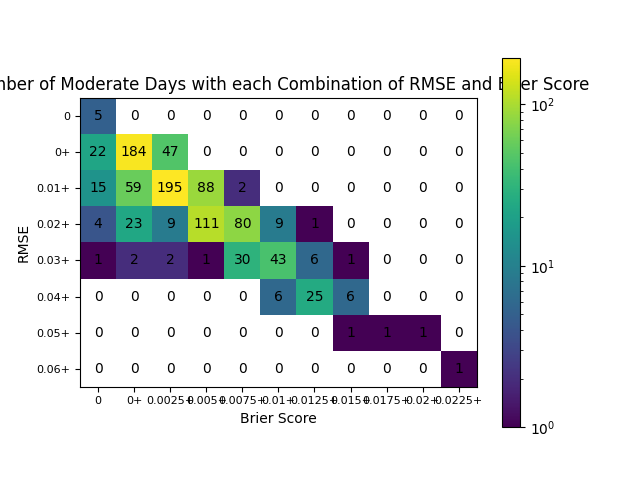 mber of Moderate Days with each Combination of RMSE and Brier Score
RMSE
0 5 0 0 0 0 0 0 0 0 0 0
0+ 22 184 47 0 0 0 0 0 0 0 0
0.01+ 15 59 195 88 2 0 0 0 0 0 0
0.02+ 4 23 9 111 80 9 1 0 0 0 0
0.03+ 1 2 2 1 30 43 6 1 0 0 0
0.04+ 0 0 0 0 0 6 25 6 0 0 0
0.05+ 0 0 0 0 0 0 0 1 1 1 0
0.06+ 0 0 0 0 0 0 0 0 0 0 1
0 0+ 0.0025+ 0.005+ 0.0075+ 0.01+ 0.0125+ 0.015+ 0.0175+ 0.02+ 0.0225+
Brier Score
10²
10¹
10⁰